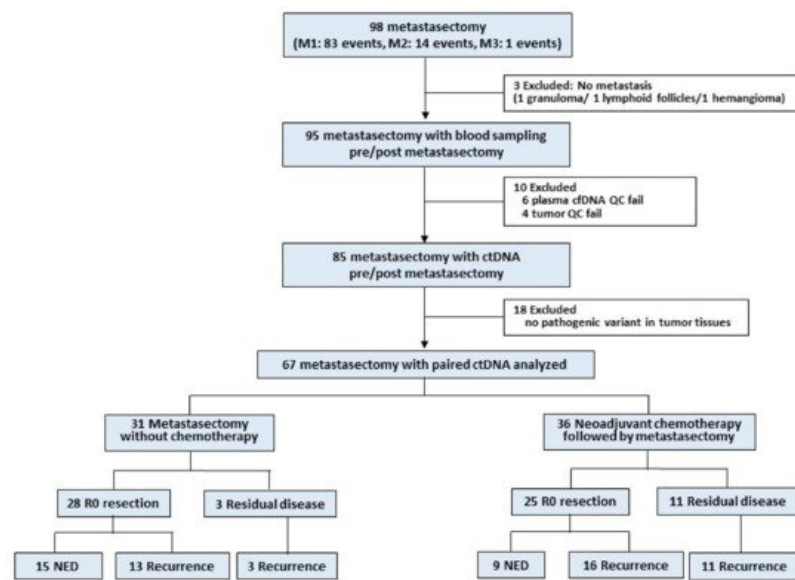 98 metastasectomy
(M1: 83 events, M2: 14 events, M3: 1 events)
3 Excluded: No metastasis
(1 granuloma/ 1 lymphoid follicles/1 hemangioma)
95 metastasectomy with blood sampling
pre/post metastasectomy
10 Excluded
6 plasma cfDNA QC fail
4 tumor QC fail
85 metastasectomy with ctDNA
pre/post metastasectomy
18 Excluded
no pathogenic variant in tumor tissues
67 metastasectomy with paired ctDNA analyzed
31 Metastasectomy
without chemotherapy
36 Neoadjuvant chemotherapy
followed by metastasectomy
28 R0 resection
3 Residual disease
25 R0 resection
11 Residual disease
15 NED
13 Recurrence
3 Recurrence
9 NED
16 Recurrence
11 Recurrence